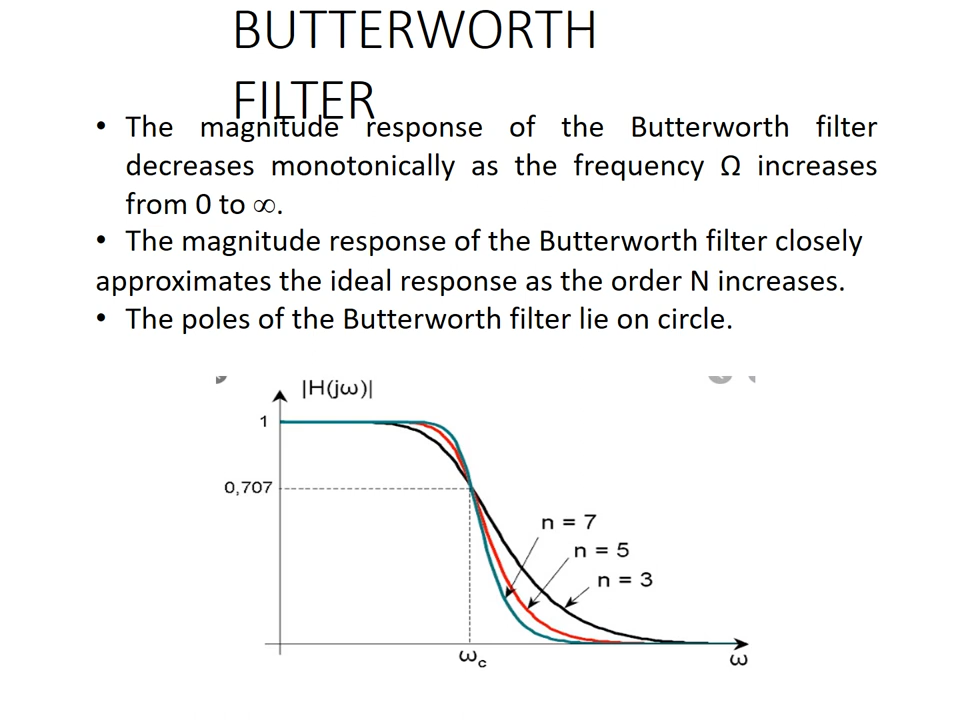 BUTTERWORTH
FILTER
• The magnitude response of the Butterworth filter
decreases monotonically as the frequency Ω increases
from 0 to ∞.
• The magnitude response of the Butterworth filter closely
approximates the ideal response as the order N increases.
• The poles of the Butterworth filter lie on circle.
|H(jω)|
1
0,707
n = 7
n = 5
n = 3
ωc
ω